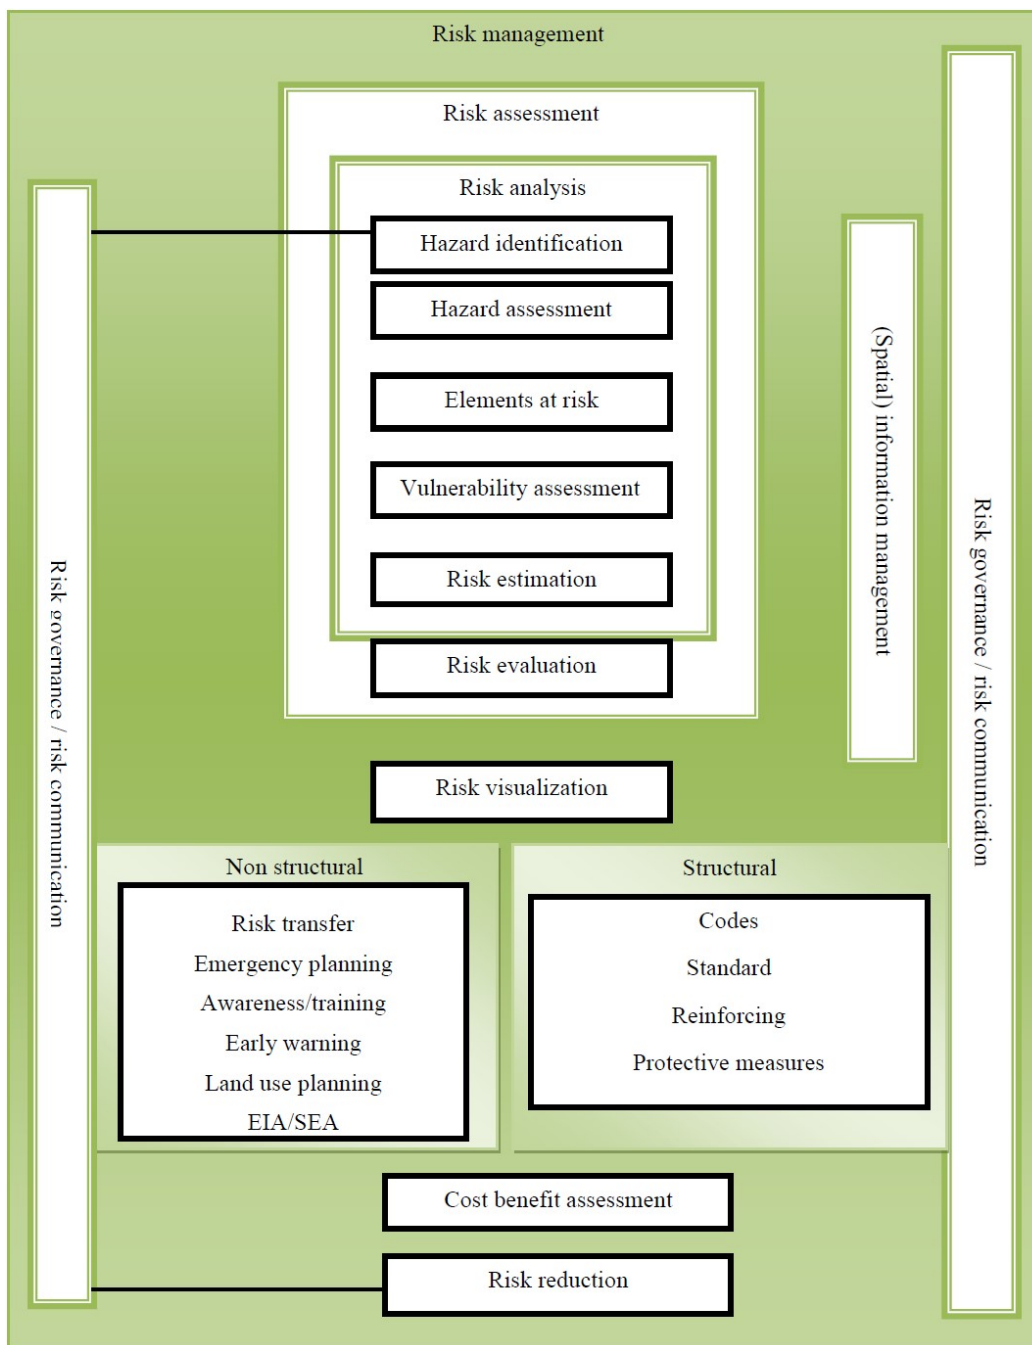 Risk management
Risk assessment
Risk analysis
Hazard identification
Hazard assessment
Elements at risk
Vulnerability assessment
Risk estimation
Risk evaluation
Risk visualization
Risk governance / risk communication
(Spatial) information management
Risk governance / risk communication
Non structural
Risk transfer
Emergency planning
Awareness/training
Early warning
Land use planning
EIA/SEA
Structural
Codes
Standard
Reinforcing
Protective measures
Cost benefit assessment
Risk reduction